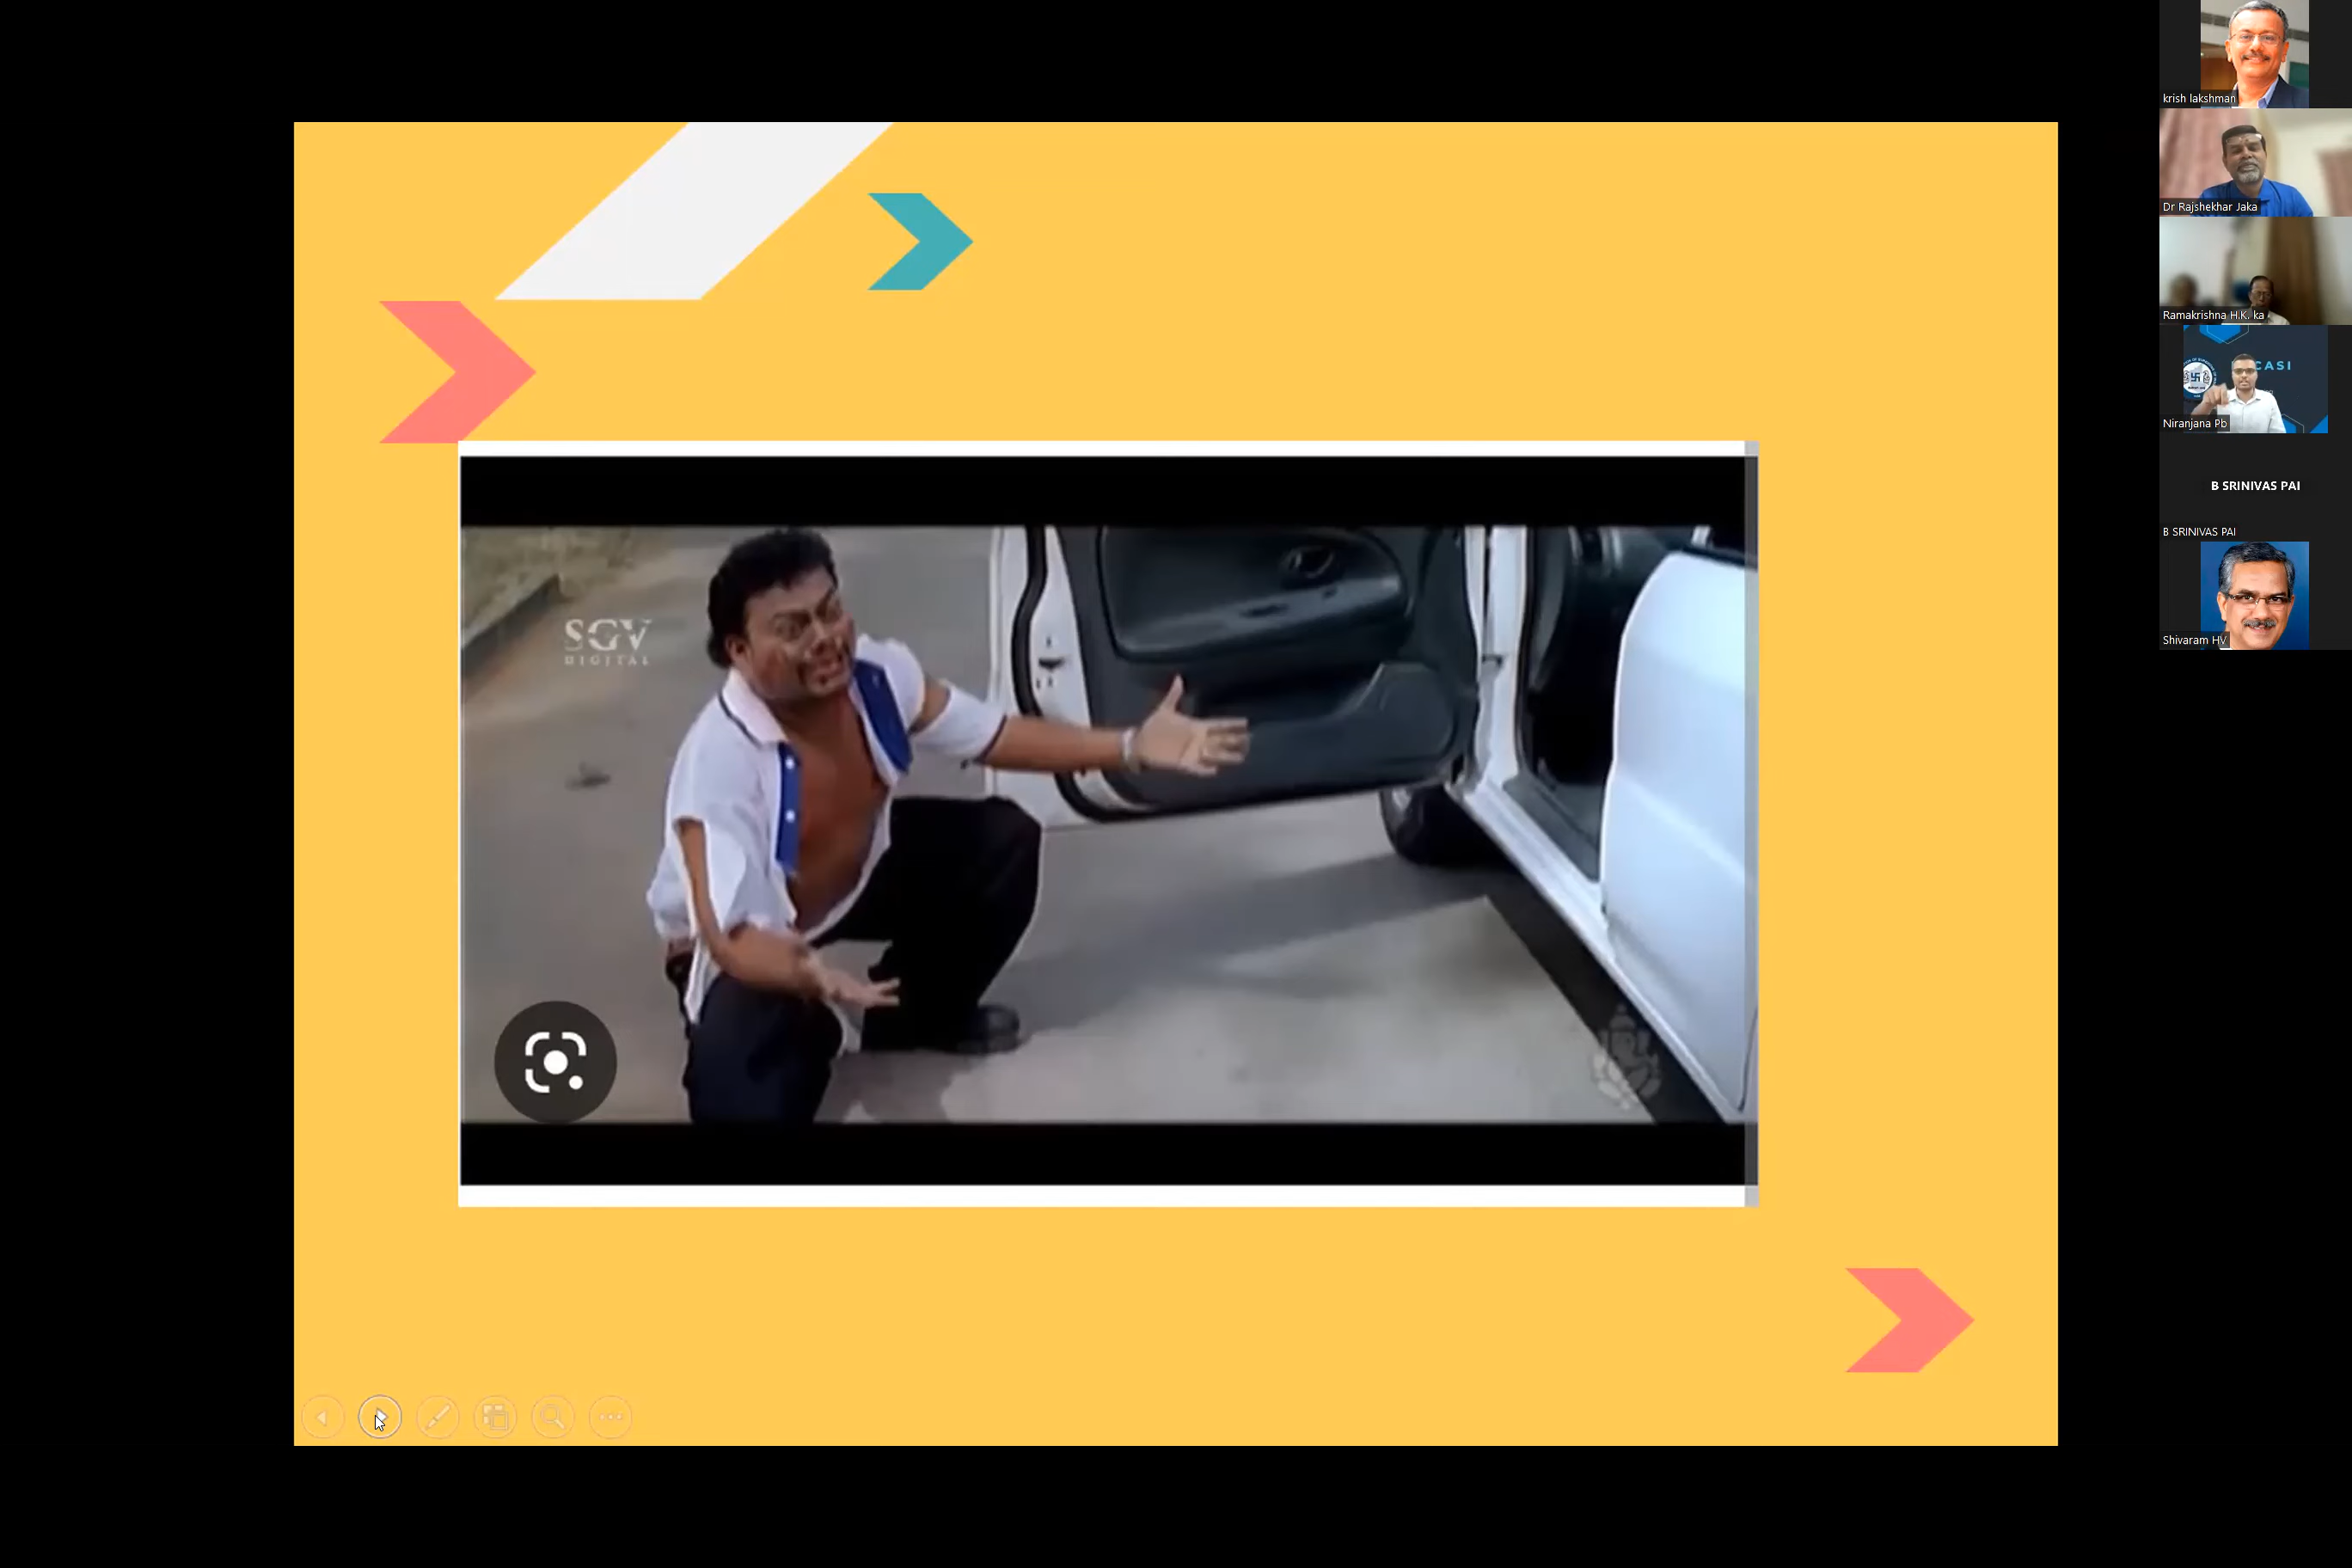 krish lakshman
Dr Rajshekhar Jaka
Ramakrishna H.K. ka
CASI
Niranjana Pb
B SRINIVAS PAI
B SRINIVAS PAI
Shivaram HV
SGV
DIGITAL